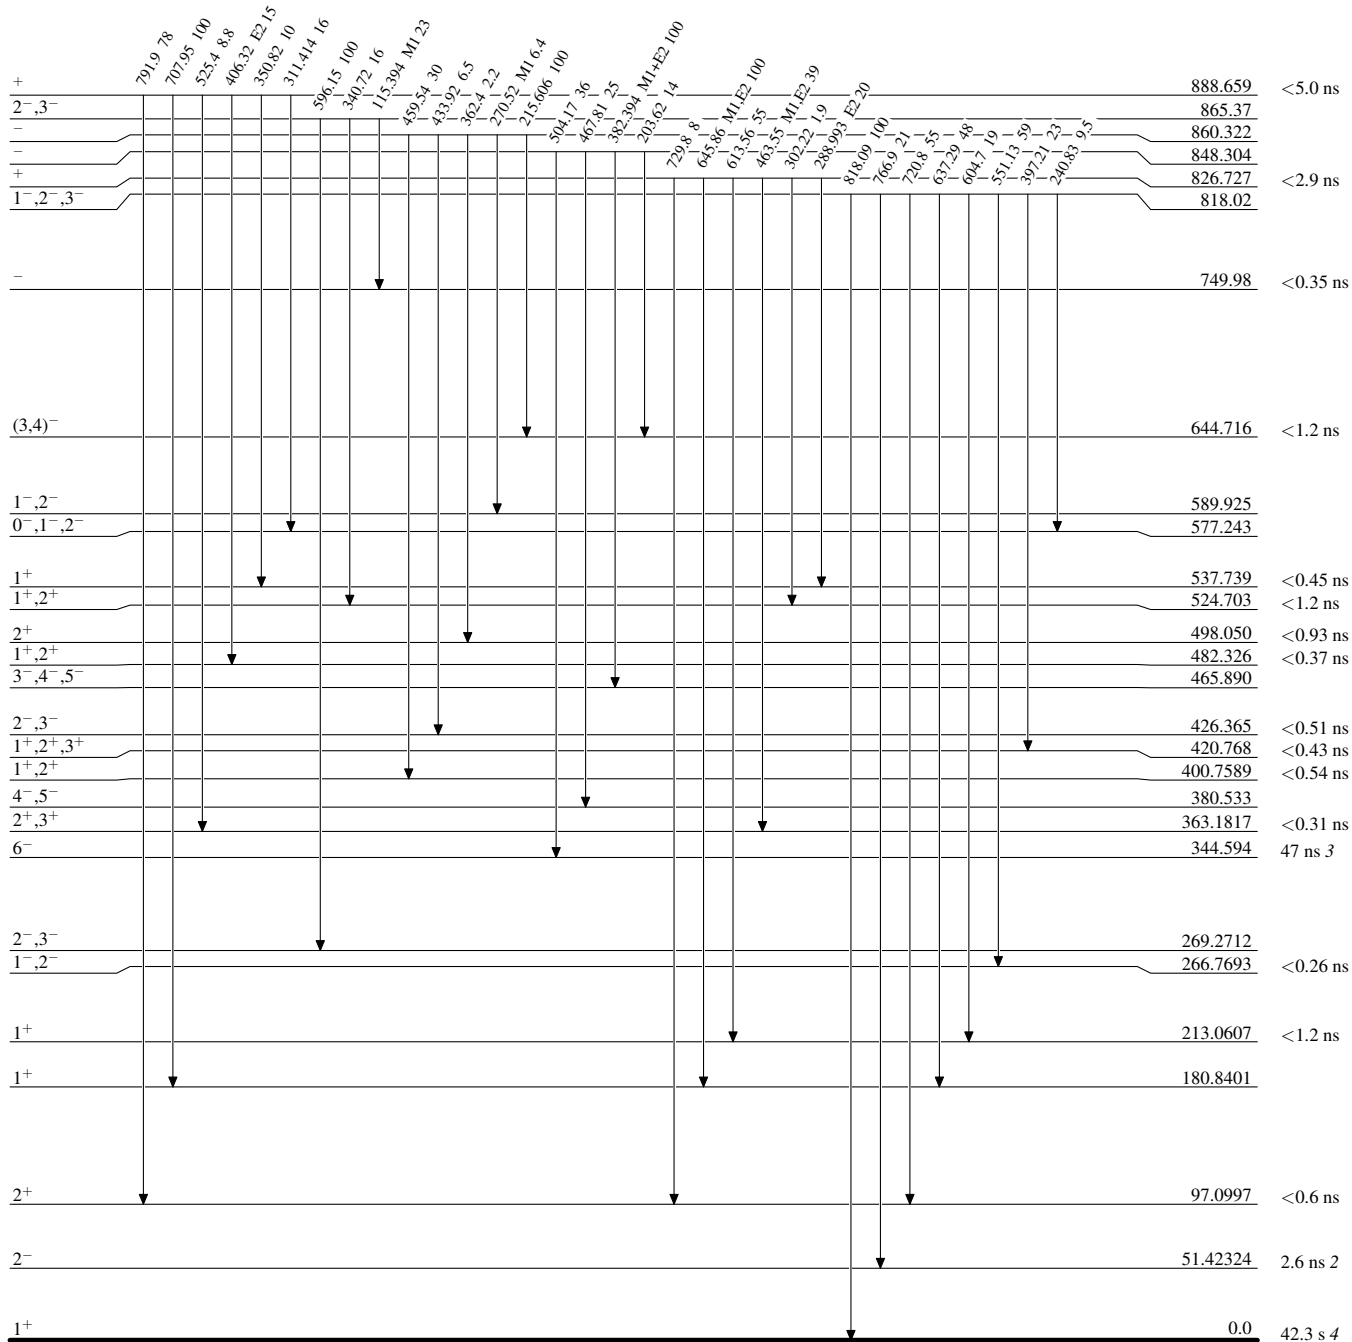 791.9 78
707.95 100
525.4 8.8
406.32 E2 15
350.82 10
311.414 16
596.15 100
340.72 16
115.394 M1 23
459.54 30
433.92 6.5
362.4 2.2
270.52 M1 6.4
215.606 100
504.17 36
467.81 25
382.394 M1+E2 100
203.62 14
729.8 8
645.86 M1,E2 100
613.56 55
463.55 M1,E2 39
302.22 1.9
288.993 E2 20
818.09 100
766.9 21
720.8 55
637.29 48
604.7 19
551.13 59
397.21 23
240.83 9.5
+ 888.659 <5.0 ns
2⁻,3⁻ 865.37
− 860.322
− 848.304
+ 826.727 <2.9 ns
1⁻,2⁻,3⁻ 818.02
− 749.98 <0.35 ns
(3,4)⁻ 644.716 <1.2 ns
1⁻,2⁻ 589.925
0⁻,1⁻,2⁻ 577.243
1⁺ 537.739 <0.45 ns
1⁺,2⁺ 524.703 <1.2 ns
2⁺ 498.050 <0.93 ns
1⁺,2⁺ 482.326 <0.37 ns
3⁻,4⁻,5⁻ 465.890
2⁻,3⁻ 426.365 <0.51 ns
1⁺,2⁺,3⁺ 420.768 <0.43 ns
1⁺,2⁺ 400.7589 <0.54 ns
4⁻,5⁻ 380.533
2⁺,3⁺ 363.1817 <0.31 ns
6⁻ 344.594 47 ns 3
2⁻,3⁻ 269.2712
1⁻,2⁻ 266.7693 <0.26 ns
1⁺ 213.0607 <1.2 ns
1⁺ 180.8401
2⁺ 97.0997 <0.6 ns
2⁻ 51.42324 2.6 ns 2
1⁺ 0.0 42.3 s 4